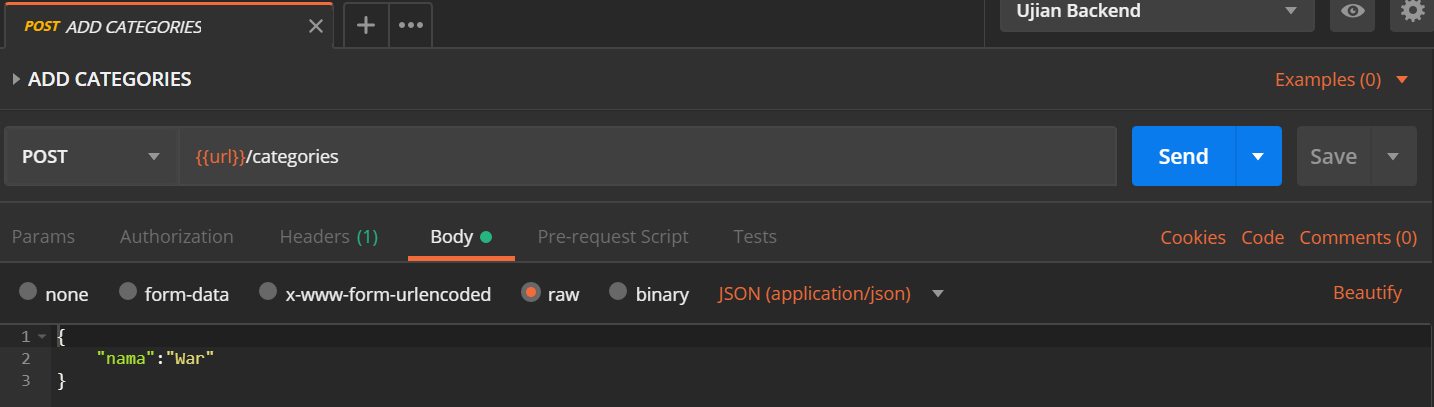 POST ADD CATEGORIES
Ujian Backend
ADD CATEGORIES
Examples (0)
POST
{{url}}/categories
Send
Save
Params Authorization Headers (1) Body Pre-request Script Tests
Cookies Code Comments (0)
none form-data x-www-form-urlencoded raw binary JSON (application/json)
Beautify
1 {
2 "nama":"War"
3 }